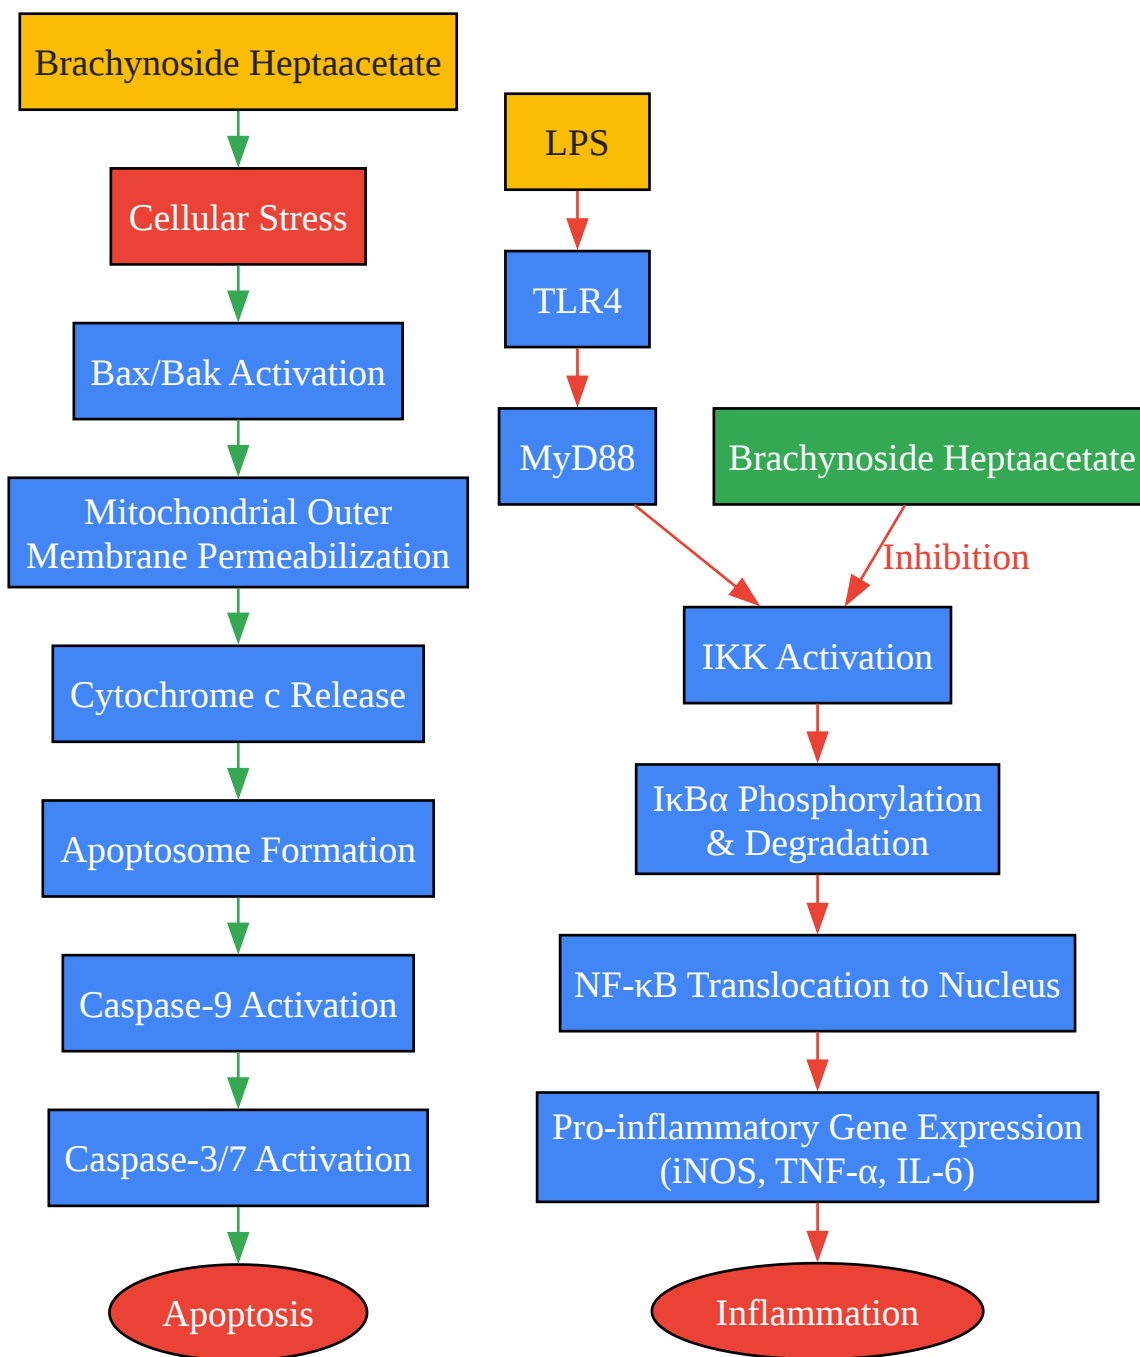 Brachynoside Heptaacetate
Cellular Stress
Bax/Bak Activation
Mitochondrial Outer
Membrane Permeabilization
Cytochrome c Release
Apoptosome Formation
Caspase-9 Activation
Caspase-3/7 Activation
Apoptosis
LPS
TLR4
MyD88
Brachynoside Heptaacetate
Inhibition
IKK Activation
IκBα Phosphorylation
& Degradation
NF-κB Translocation to Nucleus
Pro-inflammatory Gene Expression
(iNOS, TNF-α, IL-6)
Inflammation